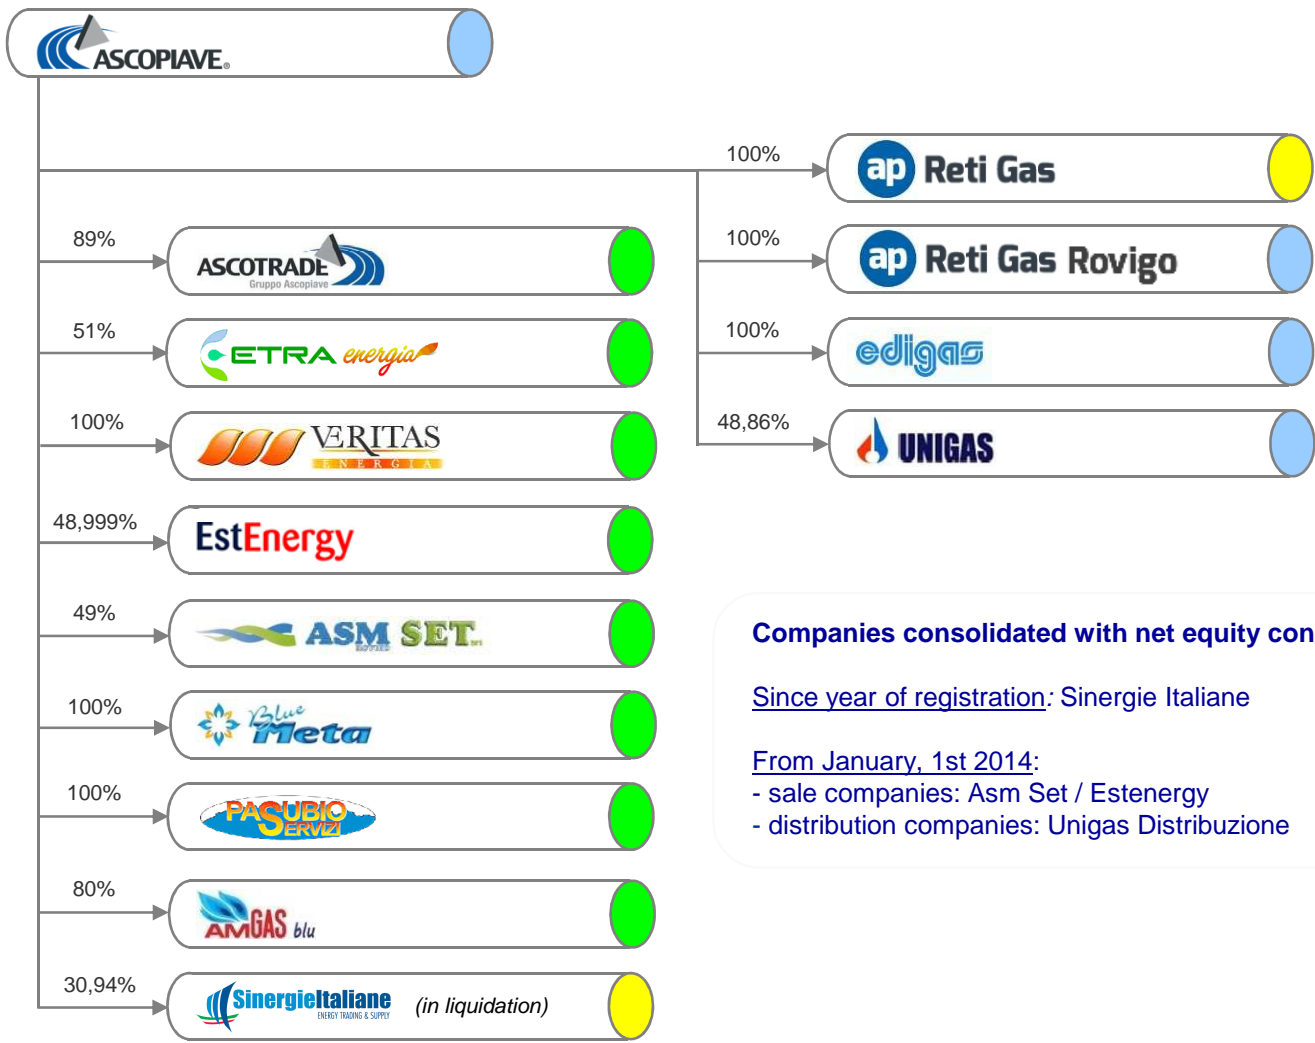 ASCOPIAVE®
100%
ap Reti Gas
89%
ASCOTRADE
Gruppo Ascopiave
100%
ap Reti Gas Rovigo
51%
ETRA energia
100%
edigas
100%
VERITAS
ENERGIA
48,86%
UNIGAS
48,999%
EstEnergy
49%
ASM SET
100%
Blue
Meta
100%
PASUBIO
SERVIZI
80%
AMGAS blu
30,94%
SinergieItaliane
ENERGY TRADING & SUPPLY
(in liquidation)
Companies consolidated with net equity con
Since year of registration: Sinergie Italiane
From January, 1st 2014:
- sale companies: Asm Set / Estenergy
- distribution companies: Unigas Distribuzione